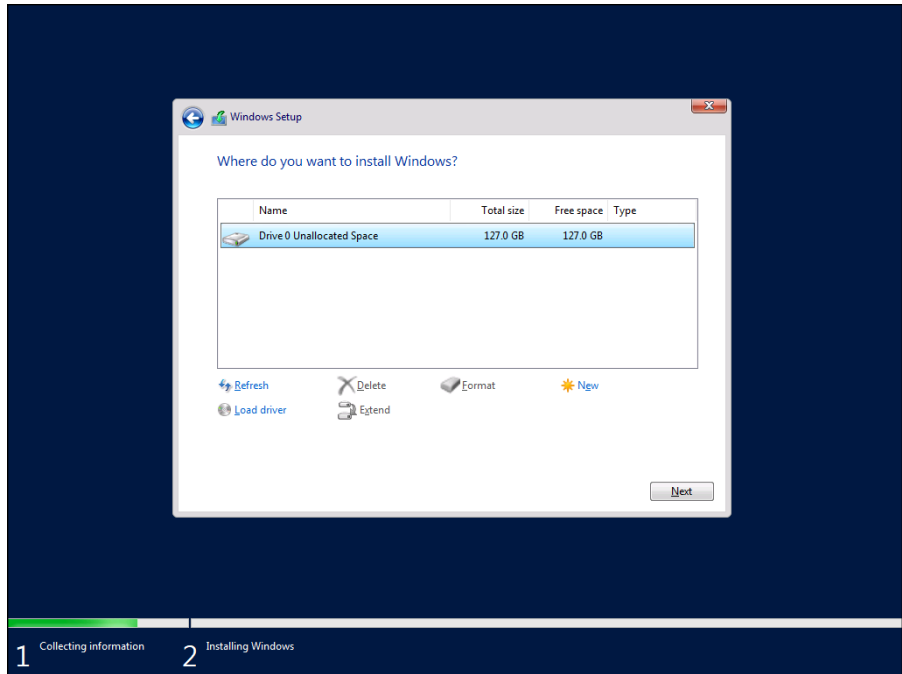 Windows Setup
Where do you want to install Windows?
Name Total size Free space Type
Drive 0 Unallocated Space 127.0 GB 127.0 GB
Refresh Delete Format New
Load driver Extend
Next
1 Collecting information 2 Installing Windows